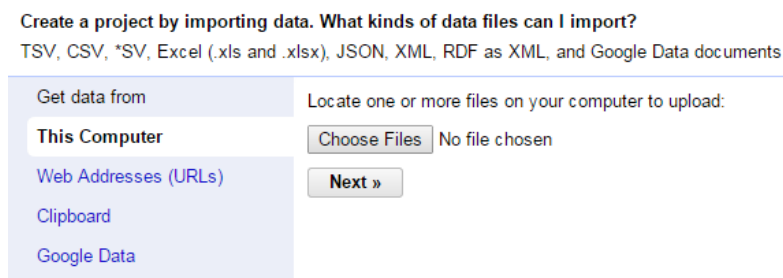 Create a project by importing data. What kinds of data files can I import?
TSV, CSV, *SV, Excel (.xls and .xlsx), JSON, XML, RDF as XML, and Google Data documents
Get data from
This Computer
Web Addresses (URLs)
Clipboard
Google Data
Locate one or more files on your computer to upload:
Choose Files No file chosen
Next »